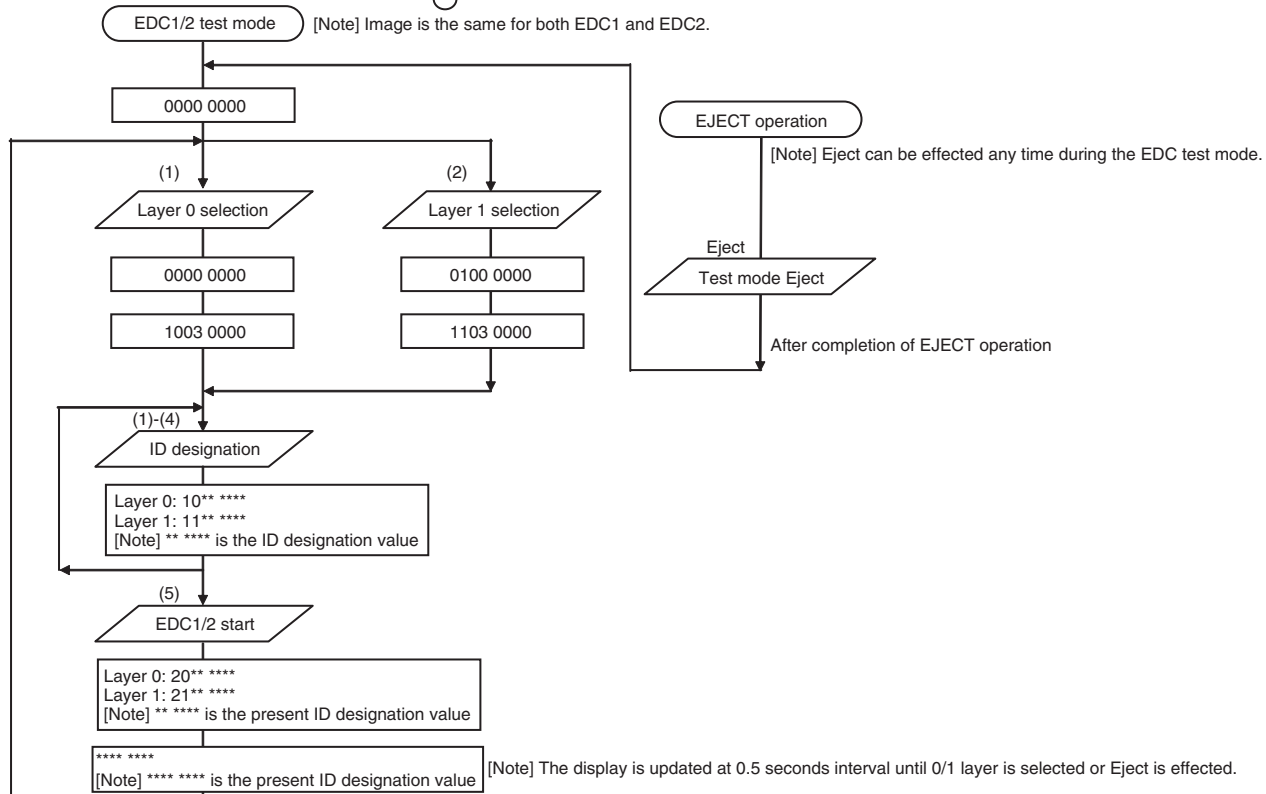 EDC1/2 test mode
[Note] Image is the same for both EDC1 and EDC2.
0000 0000
EJECT operation
[Note] Eject can be effected any time during the EDC test mode.
(1)
(2)
Layer 0 selection
Layer 1 selection
Eject
Test mode Eject
0000 0000
0100 0000
1003 0000
1103 0000
After completion of EJECT operation
(1)-(4)
ID designation
Layer 0: 10** ****
Layer 1: 11** ****
[Note] ** **** is the ID designation value
(5)
EDC1/2 start
Layer 0: 20** ****
Layer 1: 21** ****
[Note] ** **** is the present ID designation value
**** ****
[Note] **** **** is the present ID designation value
[Note] The display is updated at 0.5 seconds interval until 0/1 layer is selected or Eject is effected.